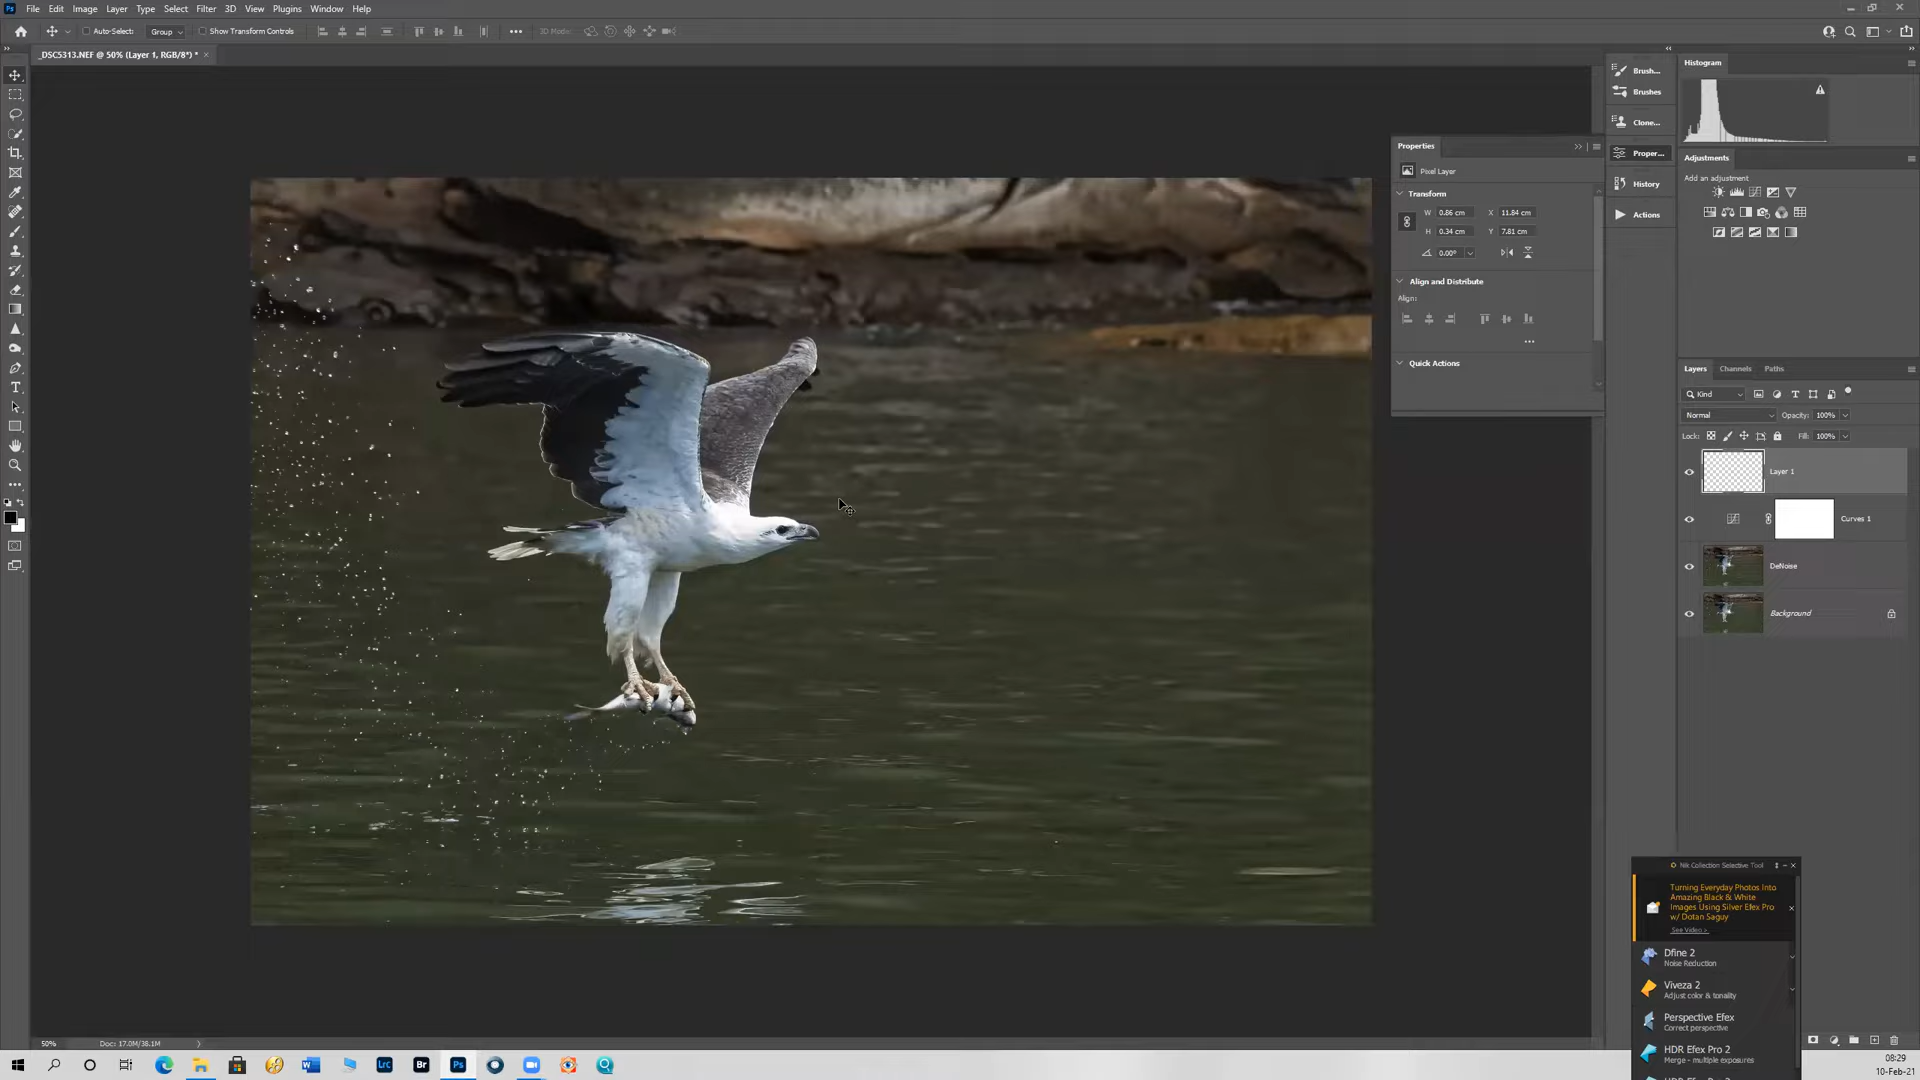 Ps File Edit Image Layer Type Select Filter 3D View Plugins Window Help
Auto-Select: Group Show Transform Controls 3D Mode:
_DSC5313.NEF @ 50% (Layer 1, RGB/8*) *
Brush...
Brushes
Clone...
Proper...
History
Actions
Histogram
Adjustments
Add an adjustment
Properties
Pixel Layer
Transform
W 0.86 cm X 11.84 cm
H 0.34 cm Y 7.81 cm
0.00°
Align and Distribute
Align:
Quick Actions
Layers Channels Paths
Kind
Normal Opacity: 100%
Lock: Fill: 100%
Layer 1
Curves 1
DeNoise
Background
Nik Collection Selective Tool
Turning Everyday Photos Into
Amazing Black & White
Images Using Silver Efex Pro
w/ Dotan Saguy
See Video >
Dfine 2
Noise Reduction
Viveza 2
Adjust color & tonality
Perspective Efex
Correct perspective
HDR Efex Pro 2
Merge - multiple exposures
50% Doc: 17.0M/38.1M
Lrc Br Ps
08:29
10-Feb-21